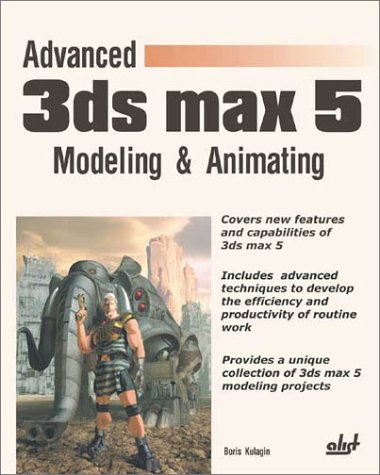 Advanced
3ds max 5
Modeling & Animating
Covers new features
and capabilities of
3ds max 5
Includes advanced
techniques to develop
the efficiency and
productivity of routine
work
Provides a unique
collection of 3ds max 5
modeling projects
Boris Kulagin
alist